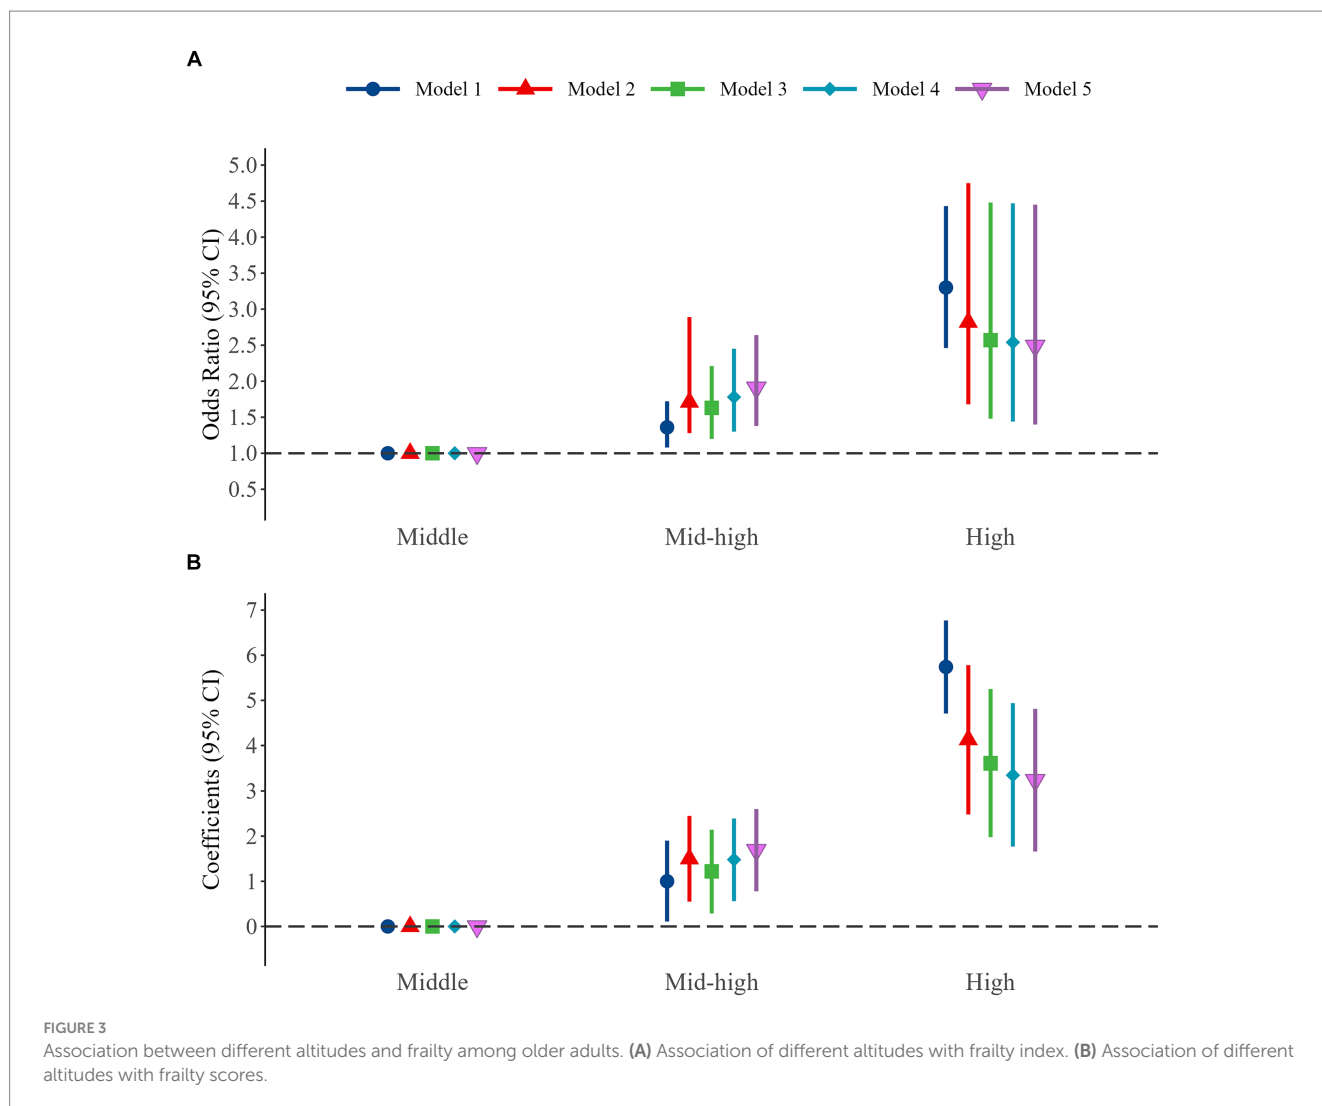 A
Model 1 Model 2 Model 3 Model 4 Model 5
Odds Ratio (95% CI)
5.0
4.5
4.0
3.5
3.0
2.5
2.0
1.5
1.0
0.5
Middle Mid-high High
B
Coefficients (95% CI)
7
6
5
4
3
2
1
0
Middle Mid-high High
FIGURE 3
Association between different altitudes and frailty among older adults. (A) Association of different altitudes with frailty index. (B) Association of different
altitudes with frailty scores.